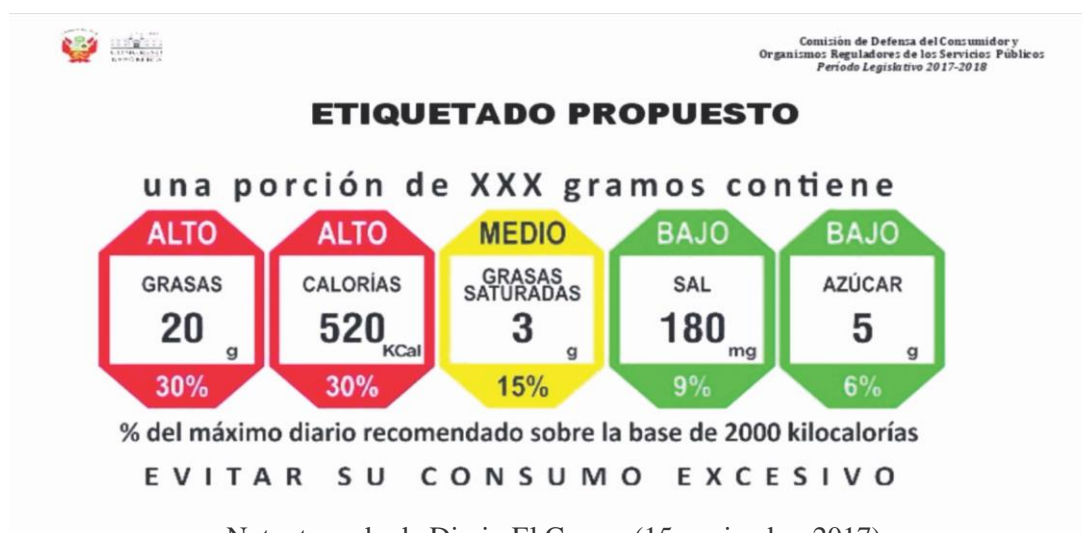 Comisión de Defensa del Consumidor y
Organismos Reguladores de los Servicios Públicos
Período Legislativo 2017-2018
ETIQUETADO PROPUESTO
una porción de XXX gramos contiene
ALTO
GRASAS
20 g
30%
ALTO
CALORÍAS
520 KCal
30%
MEDIO
GRASAS
SATURADAS
3 g
15%
BAJO
SAL
180 mg
9%
BAJO
AZÚCAR
5 g
6%
% del máximo diario recomendado sobre la base de 2000 kilocalorías
EVITAR SU CONSUMO EXCESIVO